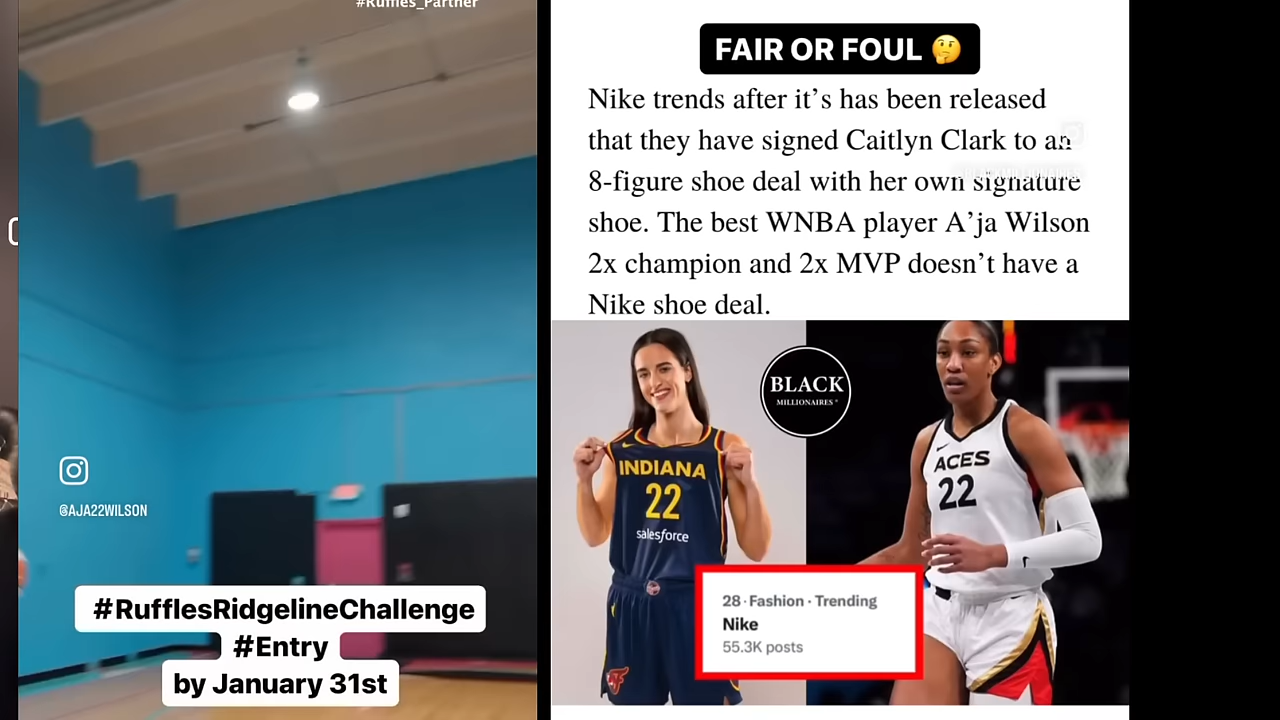 #Ruffles_Partner
@AJA22WILSON
#RufflesRidgelineChallenge
#Entry
by January 31st
FAIR OR FOUL 🤔
Nike trends after it’s has been released
that they have signed Caitlyn Clark to an
8-figure shoe deal with her own signature
shoe. The best WNBA player A’ja Wilson
2x champion and 2x MVP doesn’t have a
Nike shoe deal.
BLACK
MILLIONAIRES
INDIANA
22
salesforce
ACES
22
28 · Fashion · Trending
Nike
55.3K posts